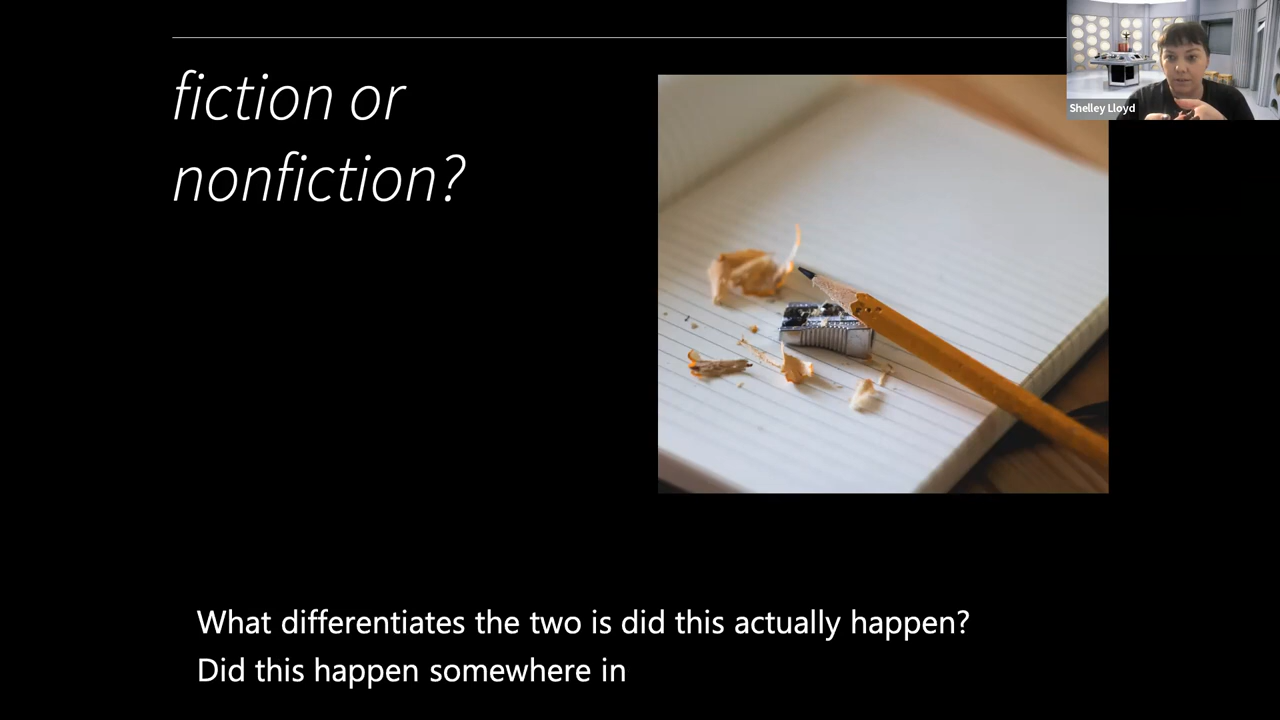 fiction or
nonfiction?
Shelley Lloyd
What differentiates the two is did this actually happen?
Did this happen somewhere in